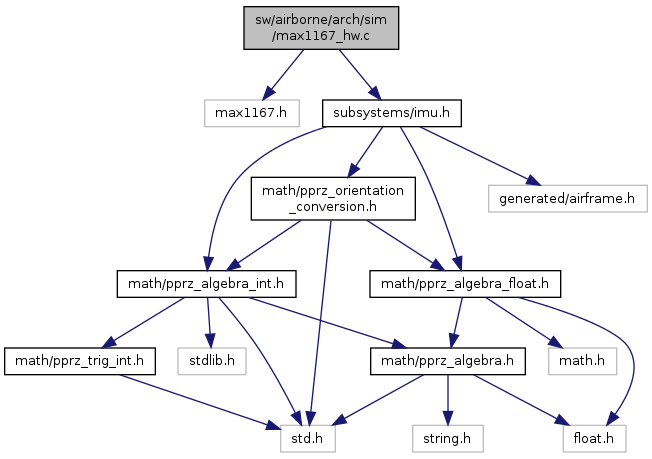 sw/airborne/arch/sim
/max1167_hw.c
max1167.h
subsystems/imu.h
math/pprz_orientation
_conversion.h
generated/airframe.h
math/pprz_algebra_int.h
math/pprz_algebra_float.h
math/pprz_trig_int.h
stdlib.h
math/pprz_algebra.h
math.h
std.h
string.h
float.h